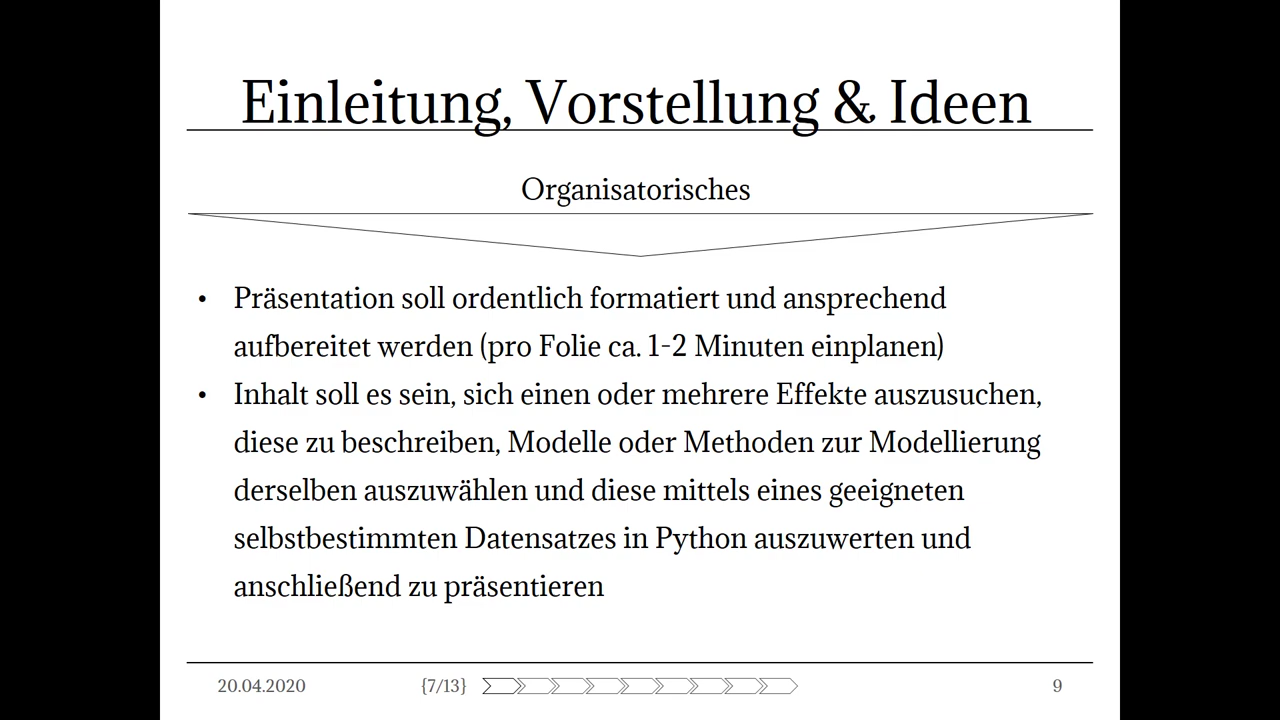 Einleitung, Vorstellung & Ideen
Organisatorisches
• Präsentation soll ordentlich formatiert und ansprechend
aufbereitet werden (pro Folie ca. 1-2 Minuten einplanen)
• Inhalt soll es sein, sich einen oder mehrere Effekte auszusuchen,
diese zu beschreiben, Modelle oder Methoden zur Modellierung
derselben auszuwählen und diese mittels eines geeigneten
selbstbestimmten Datensatzes in Python auszuwerten und
anschließend zu präsentieren
20.04.2020 {7/13} 9